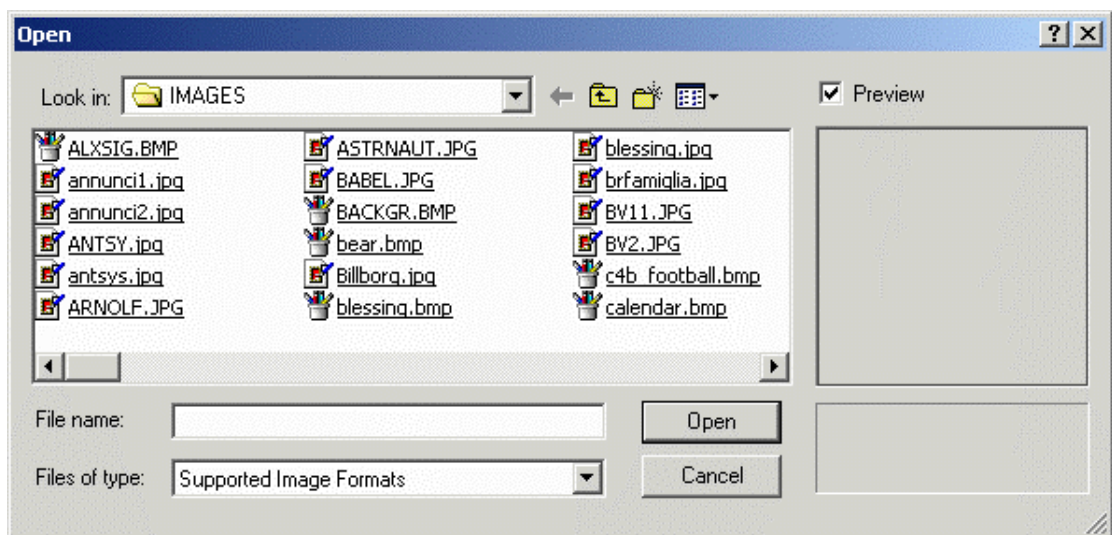 Open
Look in: IMAGES
Preview
ALXSIG.BMP
annunci1.jpg
annunci2.jpg
ANTSY.jpg
antsys.jpg
ARNOLF.JPG
ASTRNAUT.JPG
BABEL.JPG
BACKGR.BMP
bear.bmp
Billborg.jpg
blessing.bmp
blessing.jpg
brfamiglia.jpg
BV11.JPG
BV2.JPG
c4b_football.bmp
calendar.bmp
File name:
Open
Files of type: Supported Image Formats
Cancel